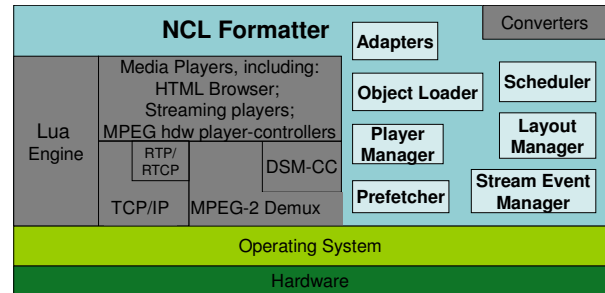 NCL Formatter
Adapters
Converters
Media Players, including:
HTML Browser;
Streaming players;
MPEG hdw player-controllers
Object Loader
Scheduler
Lua
Engine
Player
Manager
Layout
Manager
RTP/
RTCP
DSM-CC
Prefetcher
Stream Event
Manager
TCP/IP
MPEG-2 Demux
Operating System
Hardware